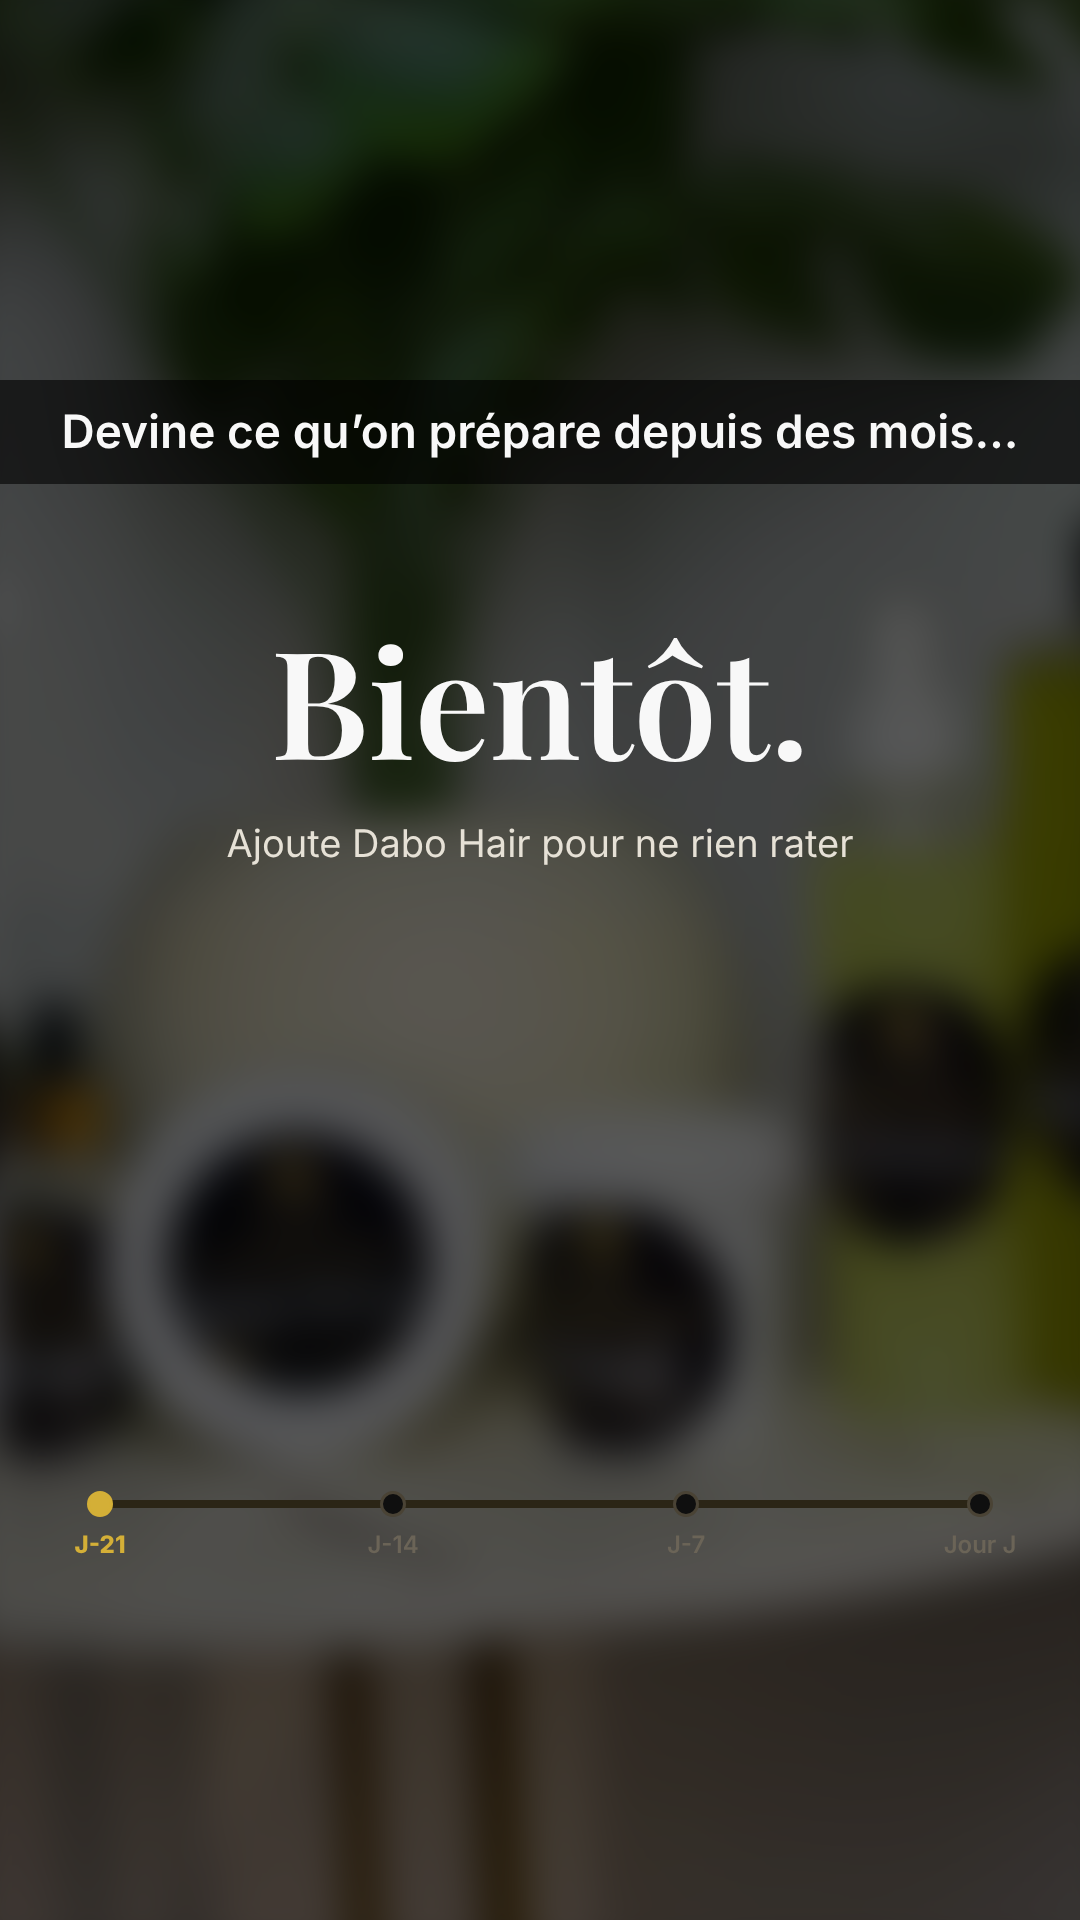 Devine ce qu’on prépare depuis des mois…
Bientôt.
Ajoute Dabo Hair pour ne rien rater
J-21
J-14
J-7
Jour J